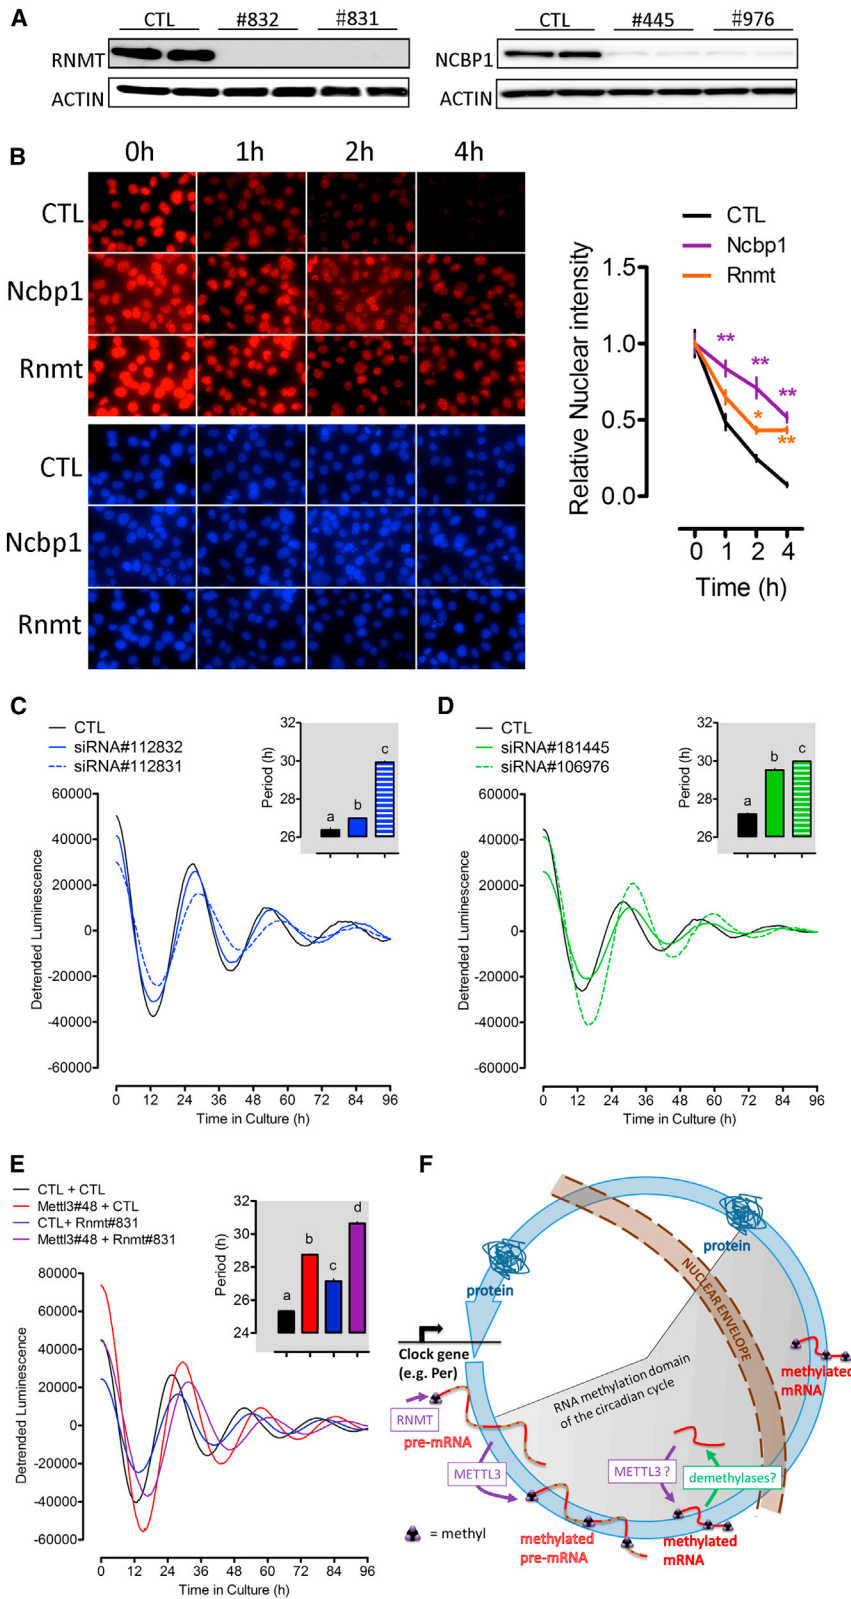 A
CTL #832 #831
RNMT
ACTIN
CTL #445 #976
NCBP1
ACTIN
B
0h 1h 2h 4h
CTL
Ncbp1
Rnmt
CTL
Ncbp1
Rnmt
CTL
Ncbp1
Rnmt
Relative Nuclear intensity
1.5
1.0
0.5
0.0
**
**
**
*
**
0 1 2 4
Time (h)
C
CTL
siRNA#112832
siRNA#112831
Period (h)
32
30
28
26
a b c
Detrended Luminescence
60000
40000
20000
0
-20000
-40000
-60000
0 12 24 36 48 60 72 84 96
Time in Culture (h)
D
CTL
siRNA#181445
siRNA#106976
Period (h)
32
30
28
26
a b c
Detrended Luminescence
60000
40000
20000
0
-20000
-40000
-60000
0 12 24 36 48 60 72 84 96
Time in Culture (h)
E
CTL + CTL
Mettl3#48 + CTL
CTL+ Rnmt#831
Mettl3#48 + Rnmt#831
Period (h)
32
30
28
26
24
a b c d
Detrended Luminescence
80000
60000
40000
20000
0
-20000
-40000
-60000
0 12 24 36 48 60 72 84 96
Time in Culture (h)
F
protein
protein
NUCLEAR ENVELOPE
Clock gene
(e.g. Per)
RNA methylation domain
of the circadian cycle
methylated
mRNA
RNMT
pre-mRNA
METTL3
METTL3 ?
demethylases?
= methyl
methylated
pre-mRNA
methylated
mRNA